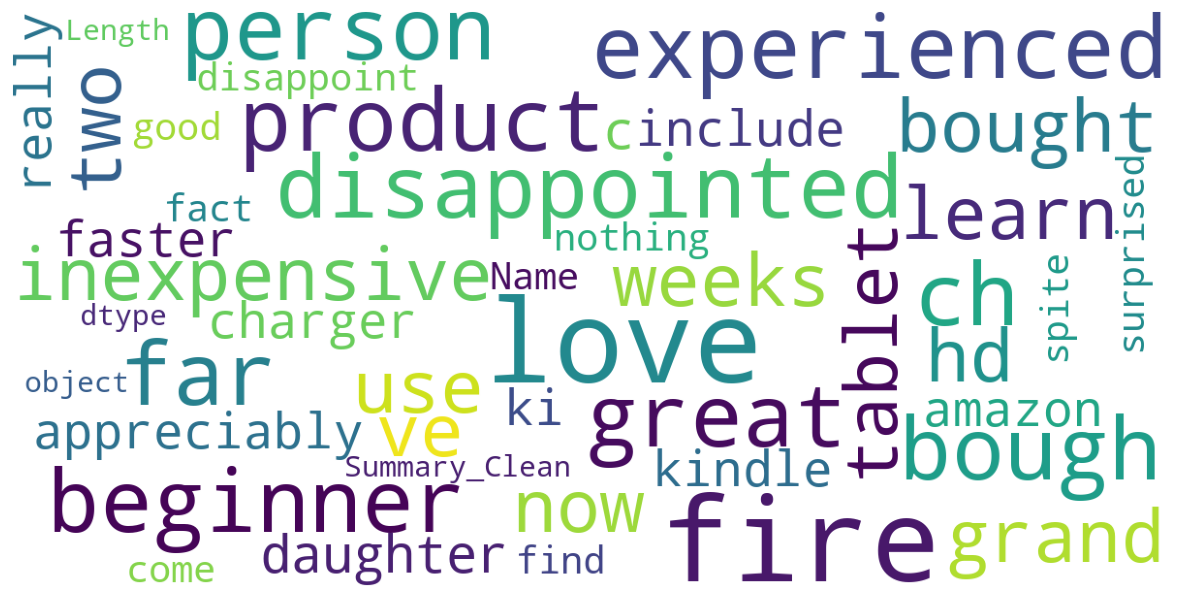 really
Length
person
experienced
disappoint
two
good
product
c
include
bought
disappointed
learn
surprised
fact
faster
nothing
tablet
inexpensive
Name
weeks
ch
spite
dtype
charger
love
hd
object
far
use
ki
great
amazon
appreciably
ve
Summary_Clean
kindle
bough
beginner
now
fire
grand
daughter
find
come